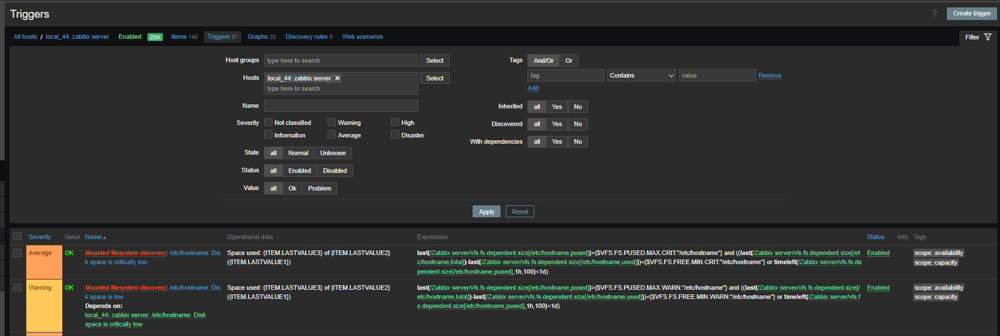 Triggers
? Create trigger
All hosts / local_44: zabbix server Enabled ZBX Items 149 Triggers 87 Graphs 28 Discovery rules 5 Web scenarios
Filter
Host groups type here to search Select
Hosts local_44: zabbix server × Select
type here to search
Name
Severity Not classified Warning High
Information Average Disaster
State all Normal Unknown
Status all Enabled Disabled
Value all Ok Problem
Tags And/Or Or
tag Contains value Remove
Add
Inherited all Yes No
Discovered all Yes No
With dependencies all Yes No
Apply Reset
Severity Value Name Operational data Expression Status Info Tags
Average OK
Mounted filesystem discovery: /etc/hostname: Dis
k space is critically low
Space used: {ITEM.LASTVALUE3} of {ITEM.LASTVALUE2}
({ITEM.LASTVALUE1})
last(/Zabbix server/vfs.fs.dependent.size[/etc/hostname,pused])>{$VFS.FS.PUSED.MAX.CRIT:"/etc/hostname"} and ((last(/Zabbix server/vfs.fs.dependent.size[/et
c/hostname,total])-last(/Zabbix server/vfs.fs.dependent.size[/etc/hostname,used]))<{$VFS.FS.FREE.MIN.CRIT:"/etc/hostname"} or timeleft(/Zabbix server/vfs.fs.de
pendent.size[/etc/hostname,pused],1h,100)<1d)
Enabled
scope: availability
scope: capacity
Warning OK
Mounted filesystem discovery: /etc/hostname: Dis
k space is low
Depends on:
local_44: zabbix server: /etc/hostname: Disk
space is critically low
Space used: {ITEM.LASTVALUE3} of {ITEM.LASTVALUE2}
({ITEM.LASTVALUE1})
last(/Zabbix server/vfs.fs.dependent.size[/etc/hostname,pused])>{$VFS.FS.PUSED.MAX.WARN:"/etc/hostname"} and ((last(/Zabbix server/vfs.fs.dependent.size[/
etc/hostname,total])-last(/Zabbix server/vfs.fs.dependent.size[/etc/hostname,used]))<{$VFS.FS.FREE.MIN.WARN:"/etc/hostname"} or timeleft(/Zabbix server/vfs.f
s.dependent.size[/etc/hostname,pused],1h,100)<1d)
Enabled
scope: availability
scope: capacity